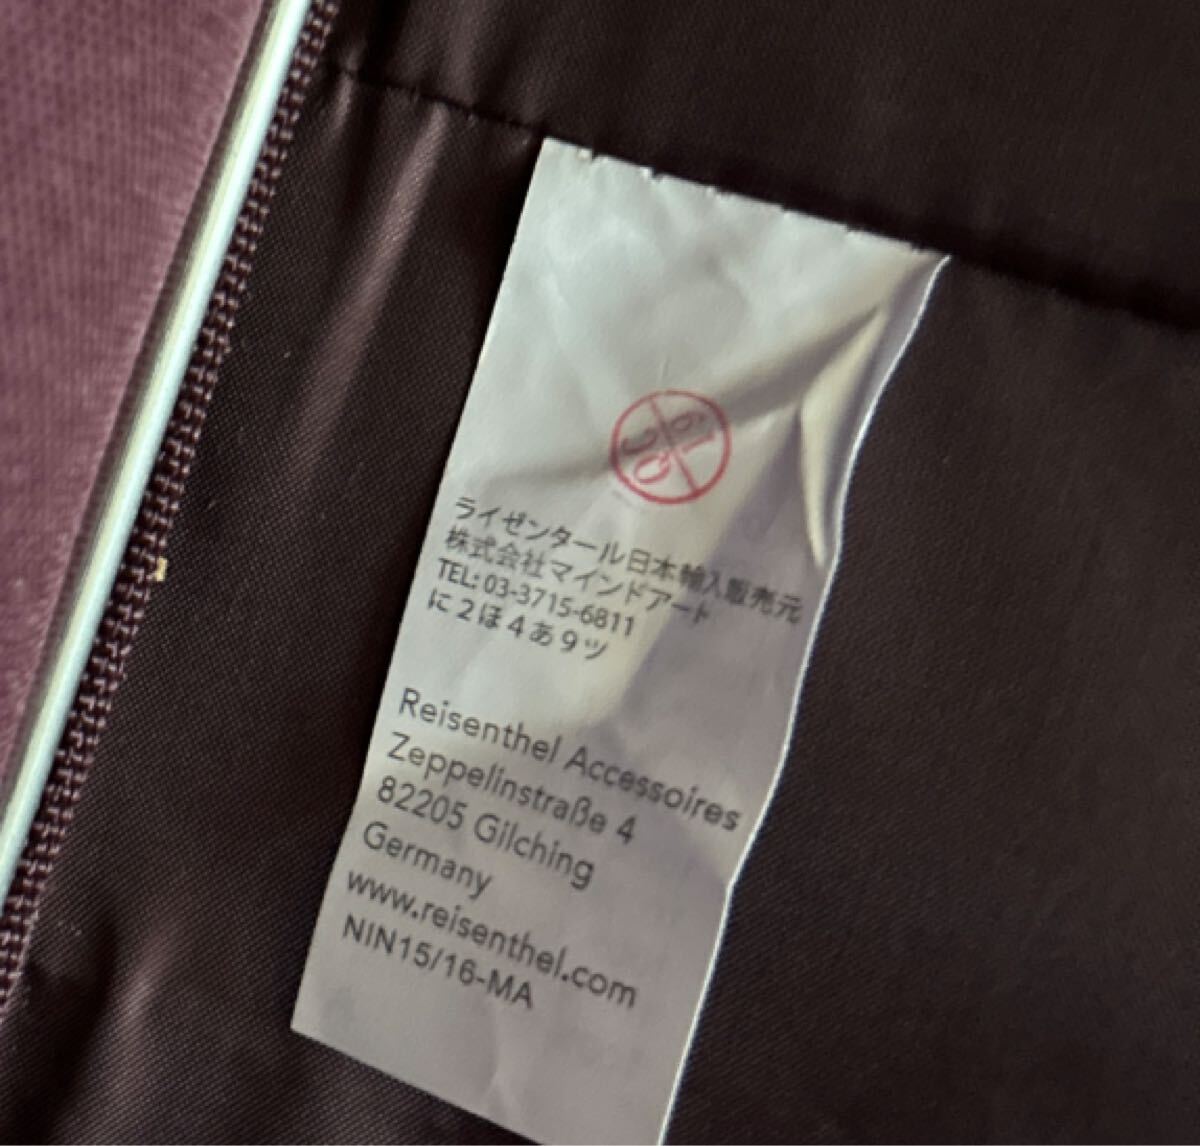 ライゼンタール日本輸入販売元
株式会社マインドアート
TEL: 03-3715-6811
に2ほ4あ9ツ
Reisenthel Accessoires
Zeppelinstraße 4
82205 Gilching
Germany
www.reisenthel.com
NIN15/16-MA